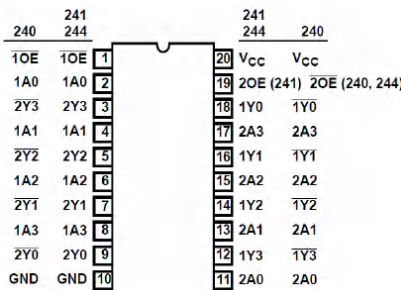 241 241
240 244 244 240
1OE 1OE 1 20 VCC VCC
1A0 1A0 2 19 2OE (241) 2OE (240, 244)
2Y3 2Y3 3 18 1Y0 1Y0
1A1 1A1 4 17 2A3 2A3
2Y2 2Y2 5 16 1Y1 1Y1
1A2 1A2 6 15 2A2 2A2
2Y1 2Y1 7 14 1Y2 1Y2
1A3 1A3 8 13 2A1 2A1
2Y0 2Y0 9 12 1Y3 1Y3
GND GND 10 11 2A0 2A0